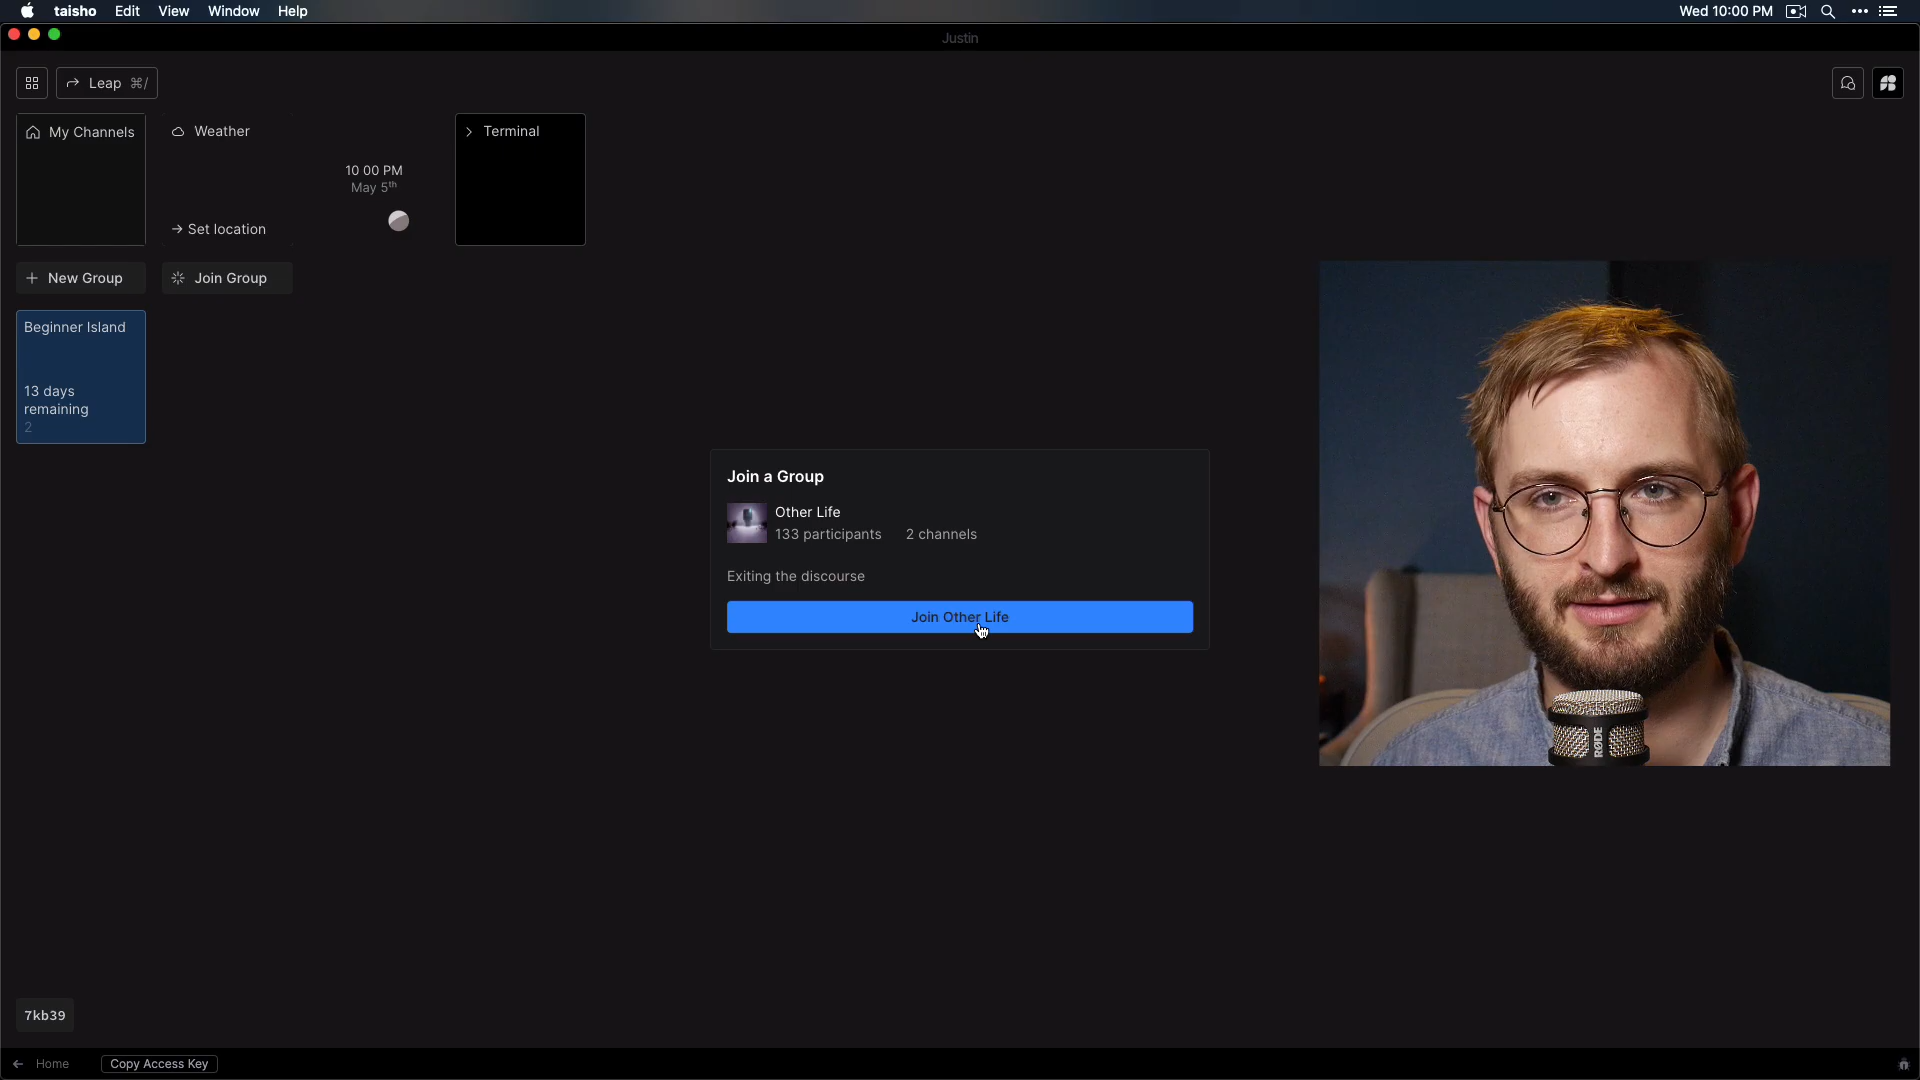 taisho Edit View Window Help
Wed 10:00 PM
Justin
Leap ⌘/
My Channels
Weather
→ Set location
10 00 PM
May 5th
Terminal
+ New Group
Join Group
Beginner Island
13 days
remaining
2
Join a Group
Other Life
133 participants 2 channels
Exiting the discourse
Join Other Life
RØDE
7kb39
← Home
Copy Access Key